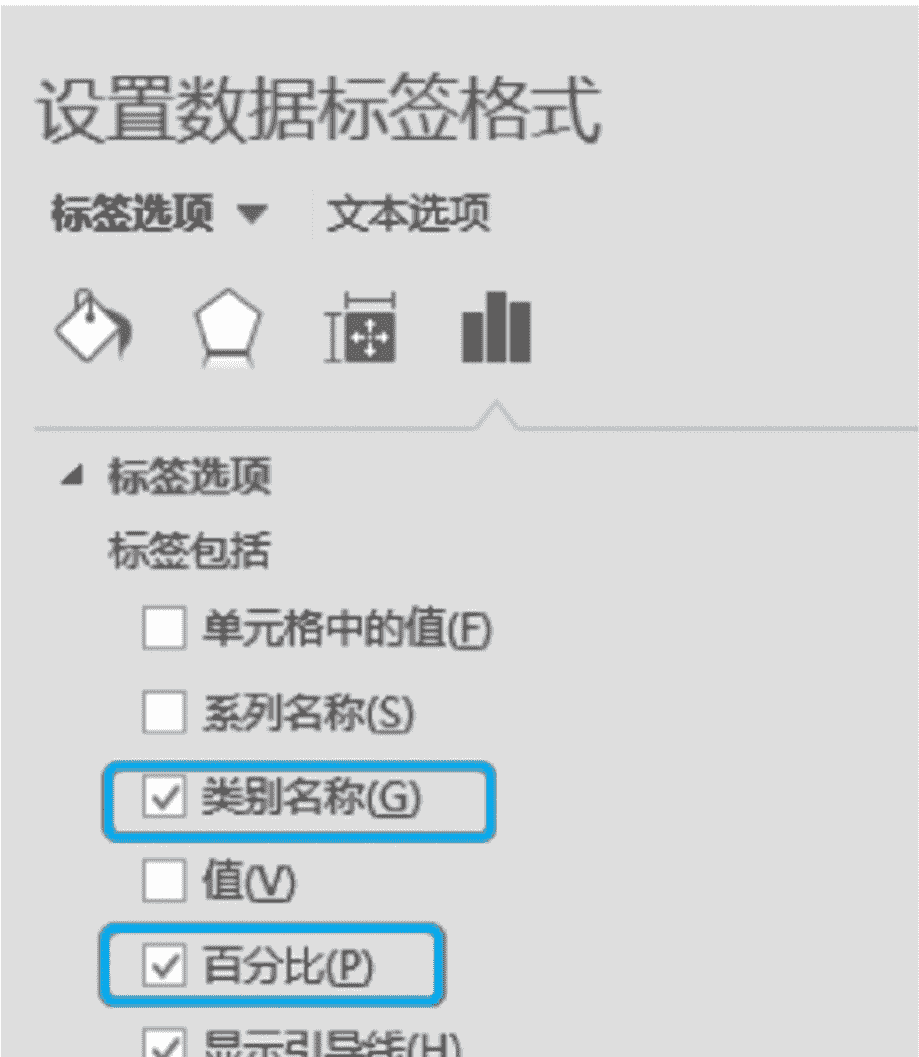 设置数据标签格式
标签选项 文本选项
标签选项
标签包括
单元格中的值(F)
系列名称(S)
类别名称(G)
值(V)
百分比(P)
显示引导线(H)